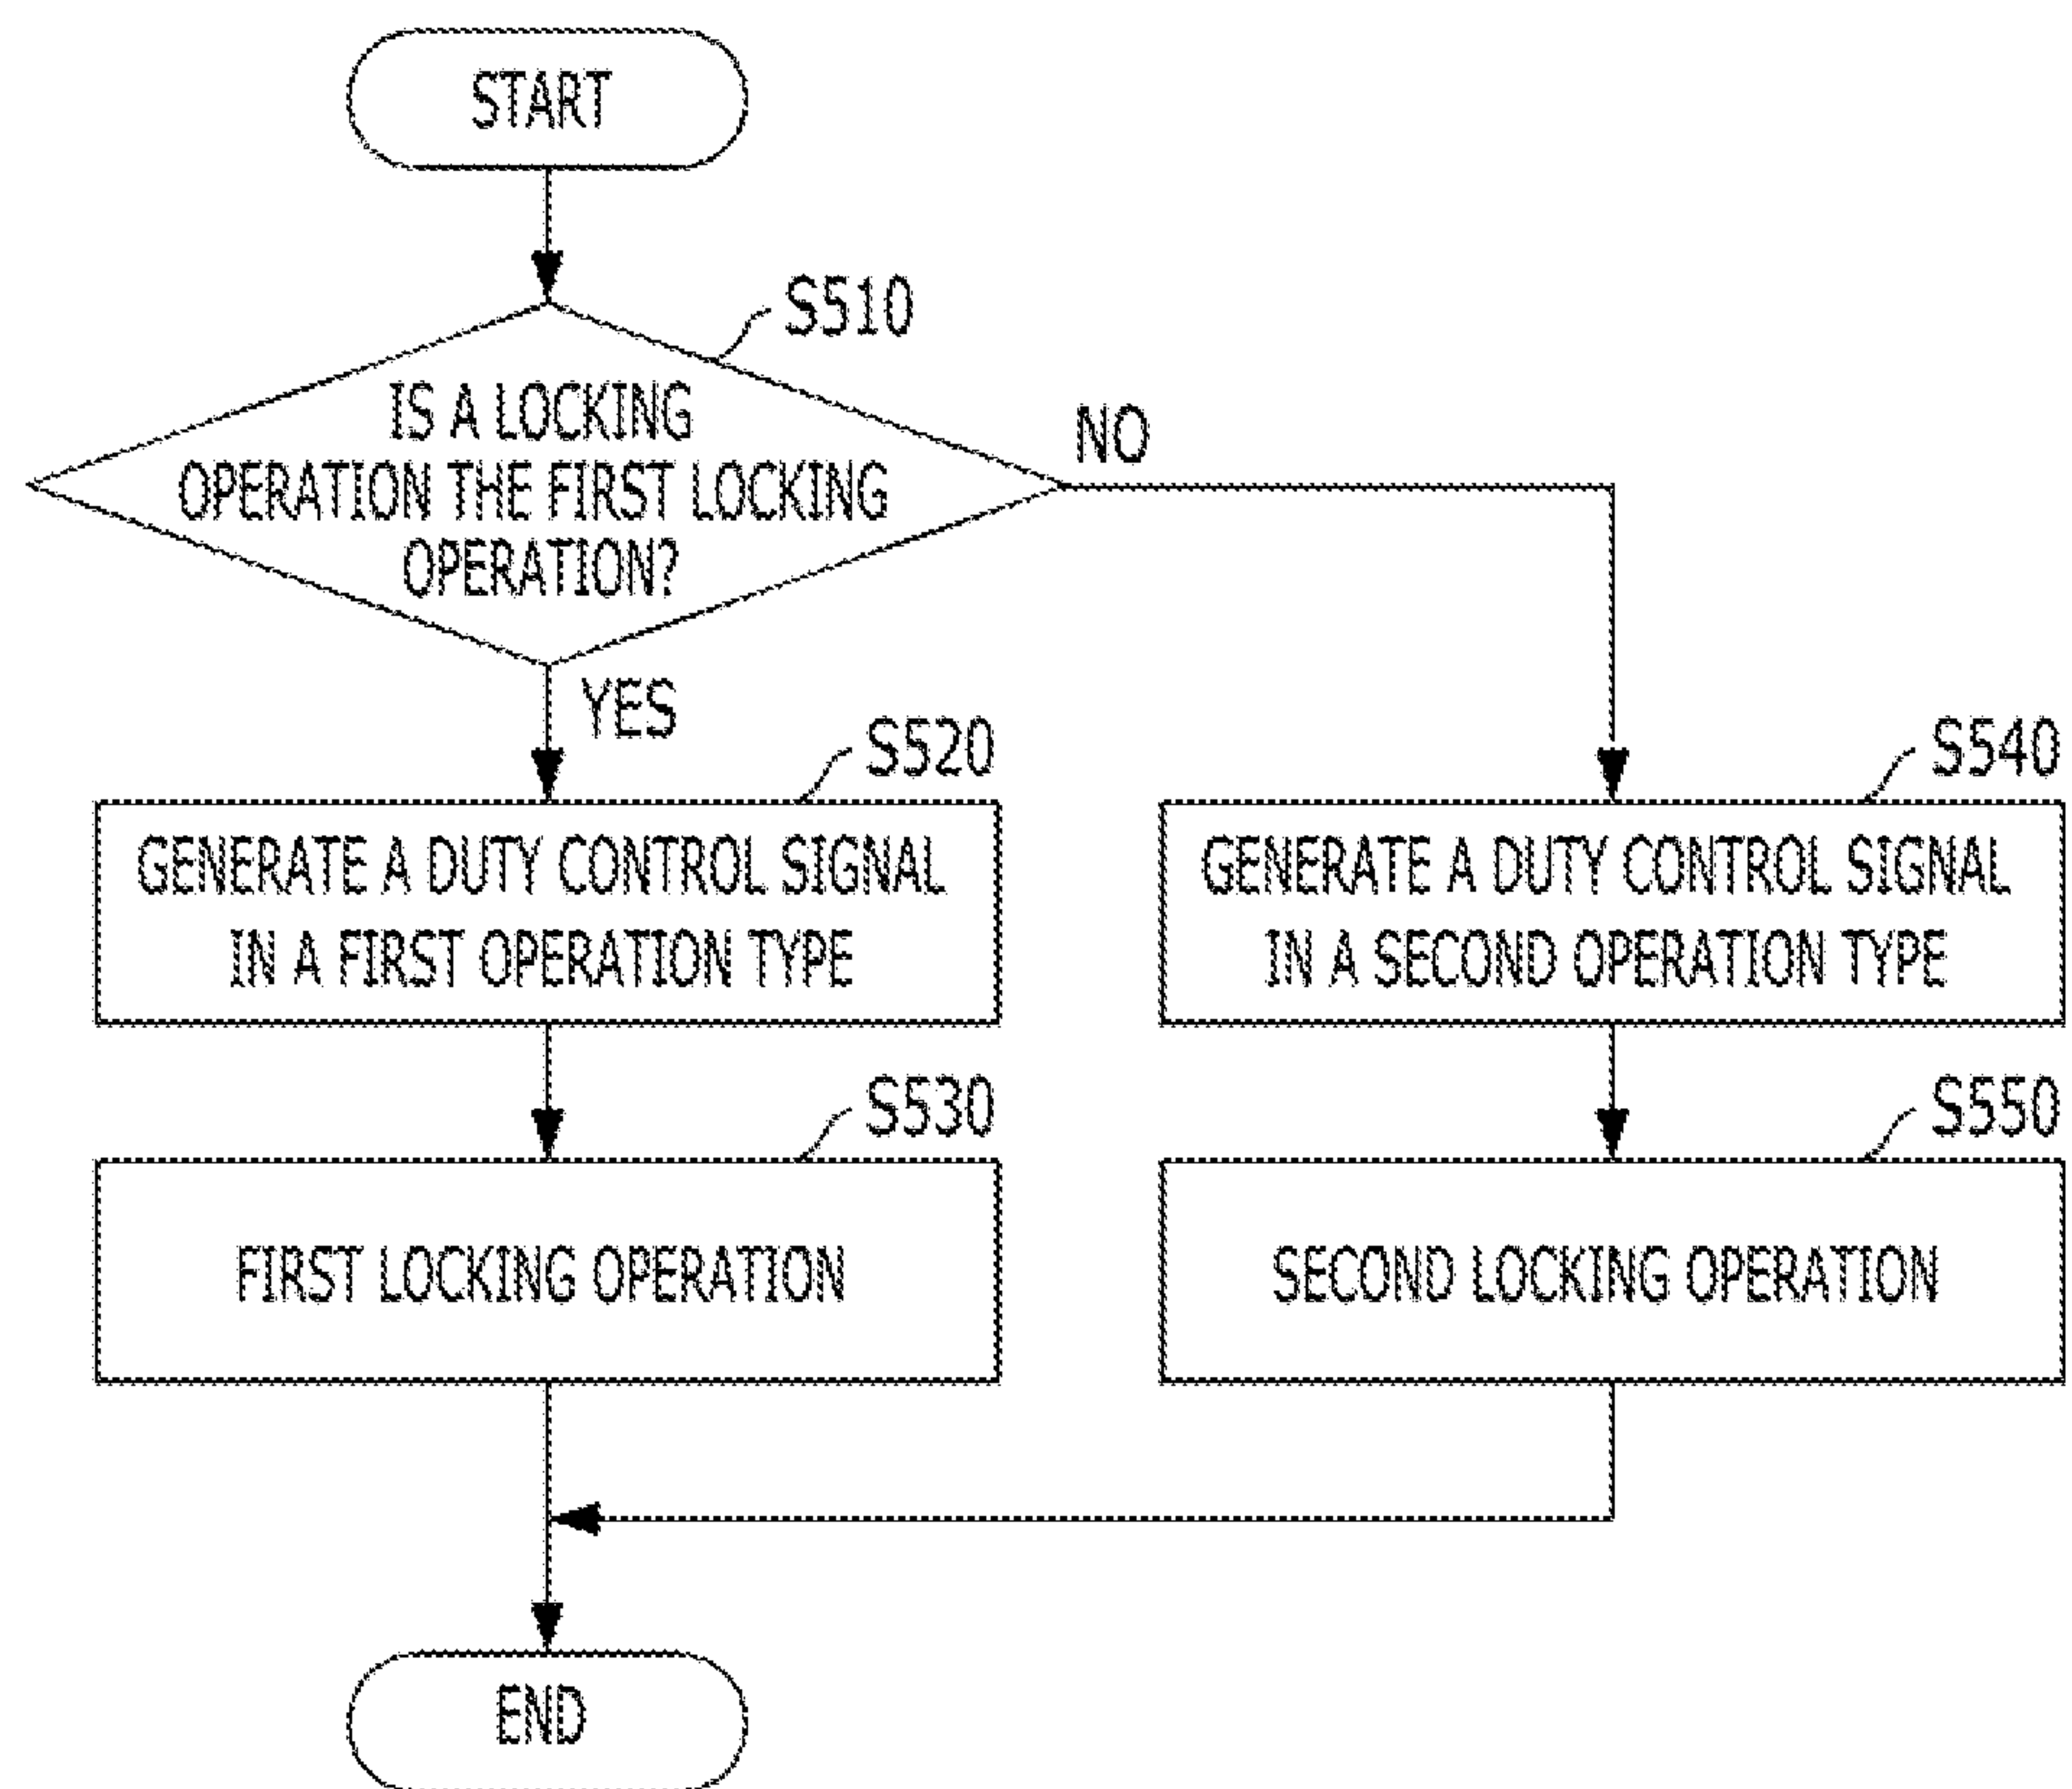 START
S510
IS A LOCKING
OPERATION THE FIRST LOCKING
OPERATION?
NO
YES
S520
GENERATE A DUTY CONTROL SIGNAL
IN A FIRST OPERATION TYPE
S540
GENERATE A DUTY CONTROL SIGNAL
IN A SECOND OPERATION TYPE
S530
FIRST LOCKING OPERATION
S550
SECOND LOCKING OPERATION
END